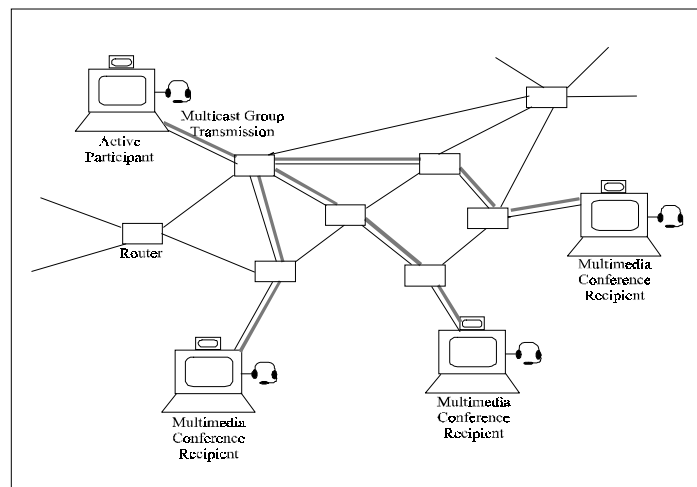 Multicast Group
Transmission
Active
Participant
Router
Multimedia
Conference
Recipient
Multimedia
Conference
Recipient
Multimedia
Conference
Recipient